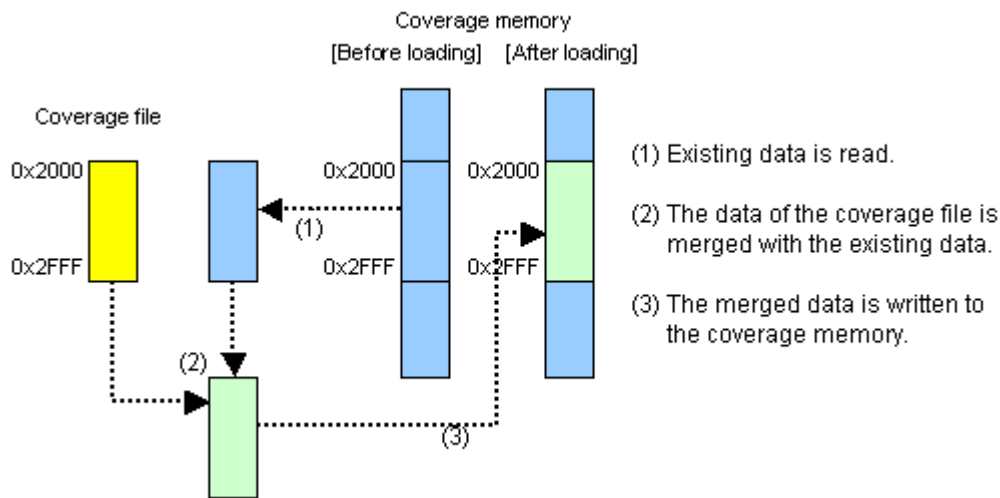 Coverage memory
[Before loading] [After loading]
Coverage file
0x2000
0x2000
0x2000
(1)
0x2FFF
0x2FFF
0x2FFF
(2)
(3)
(1) Existing data is read.
(2) The data of the coverage file is
merged with the existing data.
(3) The merged data is written to
the coverage memory.